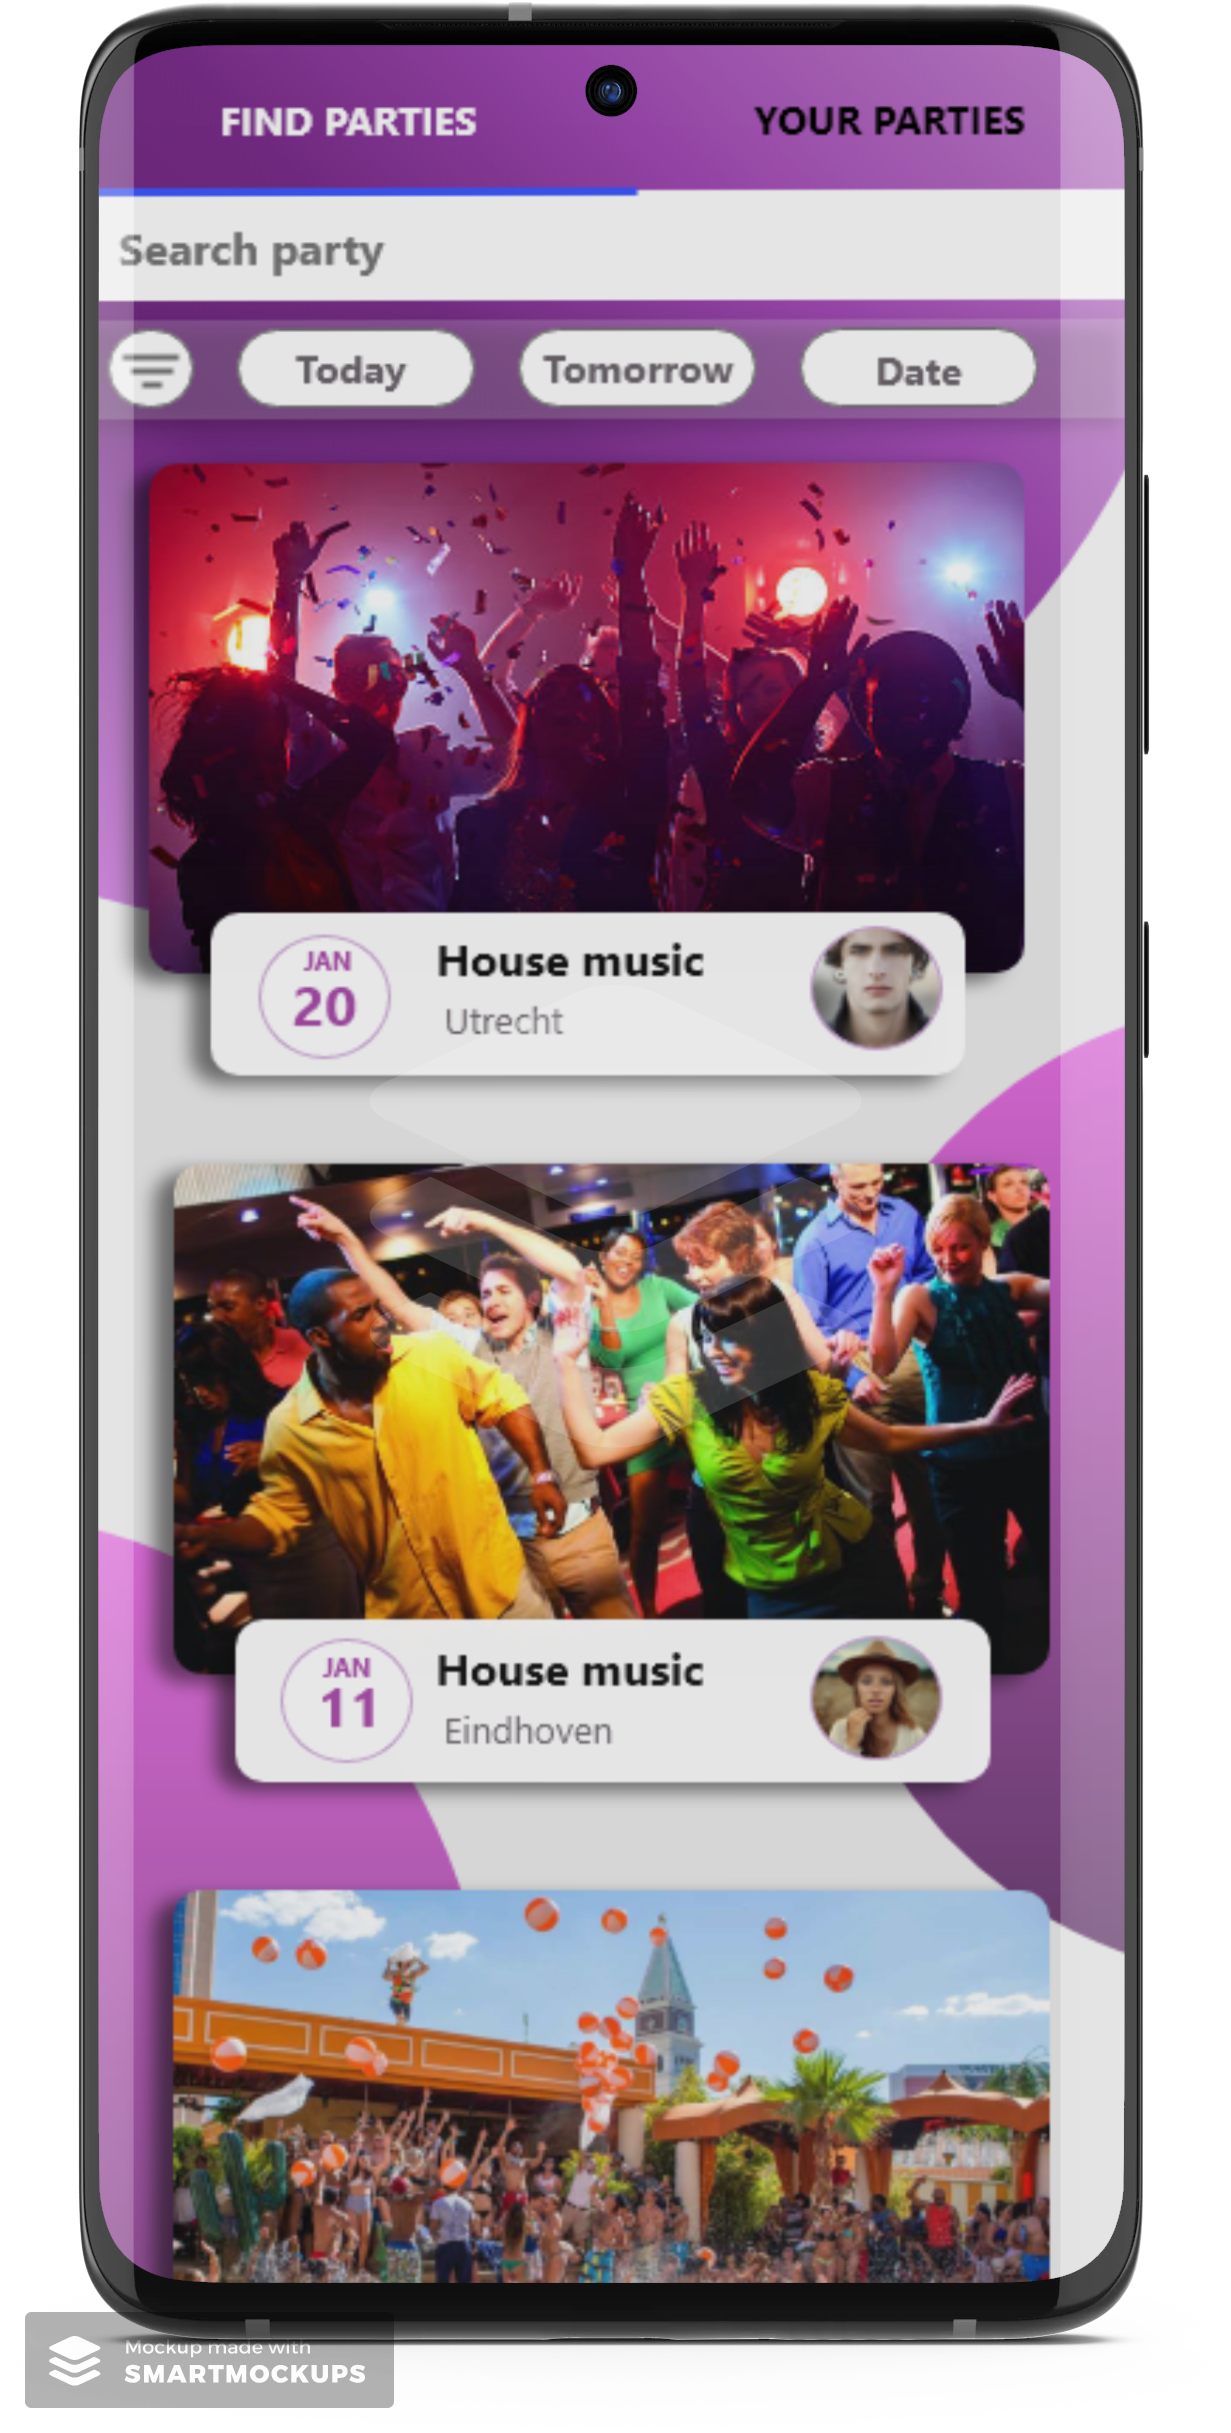 FIND PARTIES
YOUR PARTIES
Search party
Today
Tomorrow
Date
JAN
20
House music
Utrecht
JAN
11
House music
Eindhoven
Mockup made with
SMARTMOCKUPS